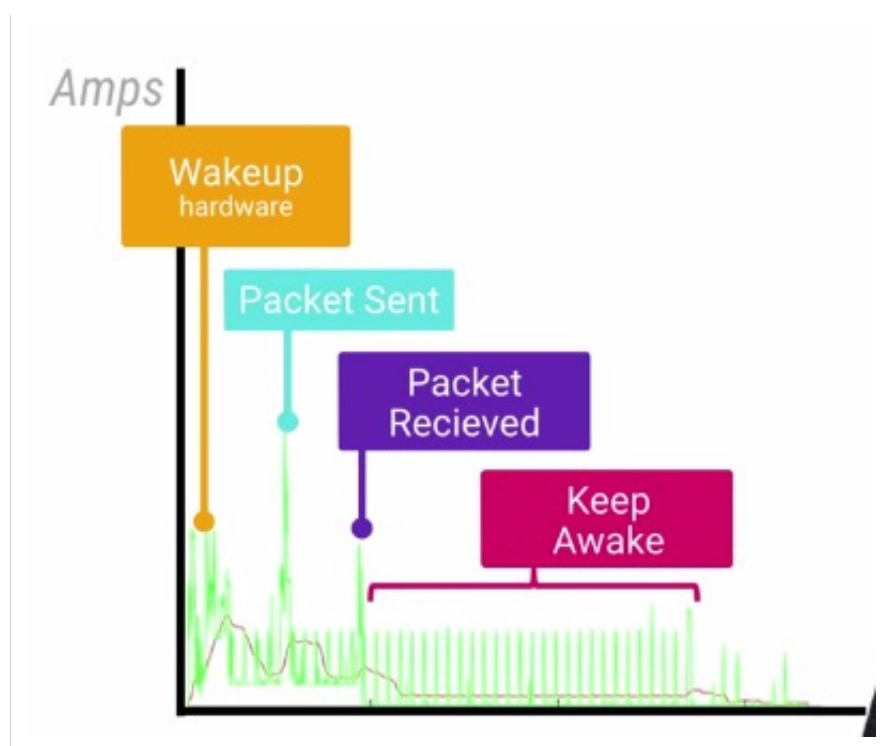 Amps
Wakeup
hardware
Packet Sent
Packet
Recieved
Keep
Awake